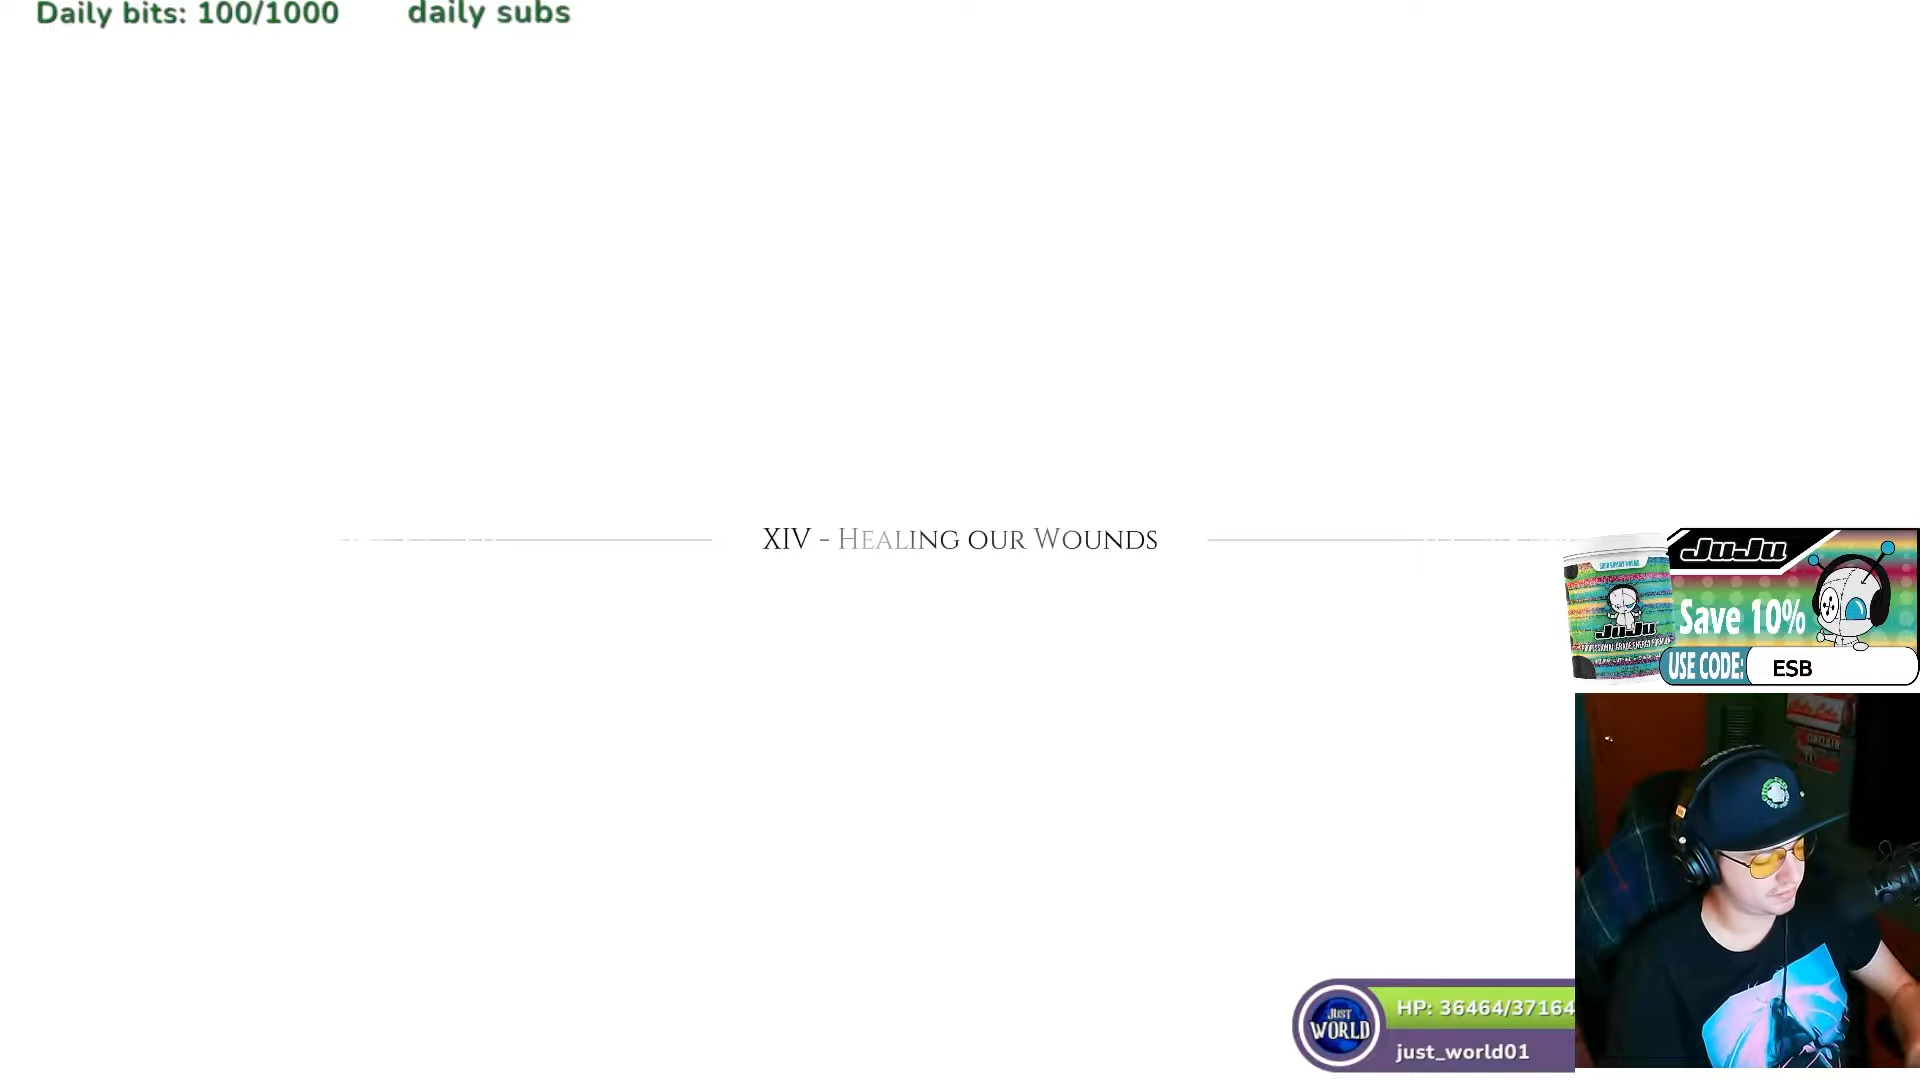 Daily bits: 100/1000
daily subs
XIV - Healing our Wounds
JuJu
Save 10%
USE CODE: ESB
JuJu
HP: 36464/37164
JUST
WORLD
just_world01